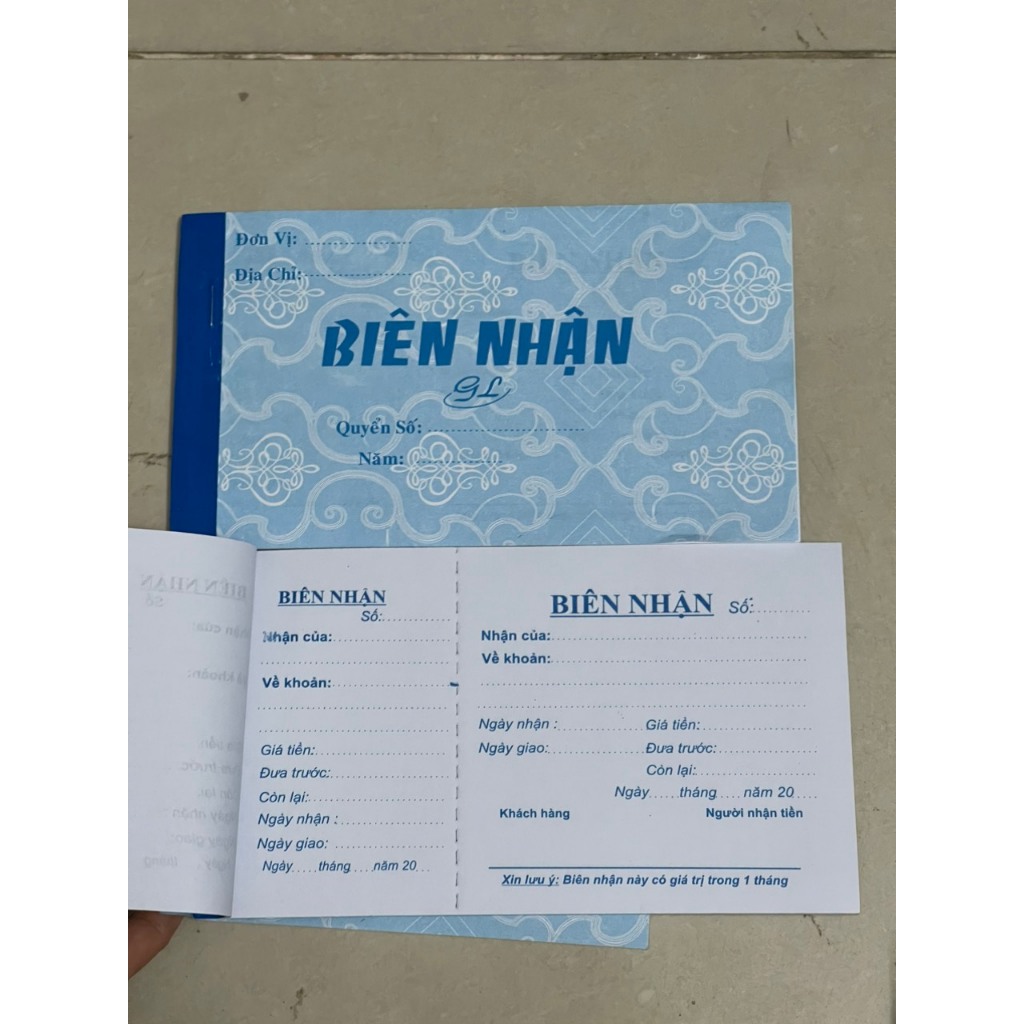 Đơn Vị: ....................
Địa Chỉ: ....................
BIÊN NHẬN
GL
Quyển Số: ..............................
Năm: ................
BIÊN NHẬN
Số:................
Nhận của:........................
Về khoản:........................
Giá tiền:........................
Đưa trước:......................
Còn lại:........................
Ngày nhận :....................
Ngày giao: .....................
Ngày.....tháng....năm 20...
BIÊN NHẬN Số:.............
Nhận của:..................................................
Về khoản:..................................................
Ngày nhận :................ Giá tiền:....................
Ngày giao:.................. Đưa trước:..................
Còn lại:....................
Ngày.....tháng.....năm 20....
Khách hàng Người nhận tiền
Xin lưu ý: Biên nhận này có giá trị trong 1 tháng